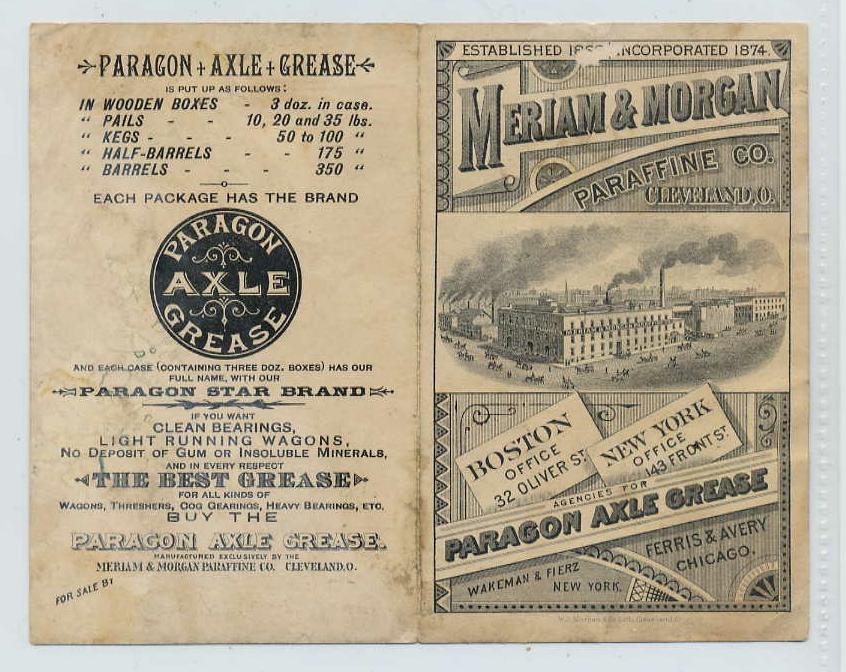 PARAGON + AXLE + GREASE
IS PUT UP AS FOLLOWS:
IN WOODEN BOXES - 3 doz. in case.
" PAILS - - 10, 20 and 35 lbs.
" KEGS - - - 50 to 100 "
" HALF-BARRELS - - 175 "
" BARRELS - - - 350 "
EACH PACKAGE HAS THE BRAND
PARAGON
AXLE
GREASE
AND EACH CASE (CONTAINING THREE DOZ. BOXES) HAS OUR
FULL NAME, WITH OUR
PARAGON STAR BRAND
IF YOU WANT
CLEAN BEARINGS,
LIGHT RUNNING WAGONS,
NO DEPOSIT OF GUM OR INSOLUBLE MINERALS,
AND IN EVERY RESPECT
THE BEST GREASE
FOR ALL KINDS OF
WAGONS, THRESHERS, COG GEARINGS, HEAVY BEARINGS, ETC.
BUY THE
PARAGON AXLE GREASE.
MANUFACTURED EXCLUSIVELY BY THE
MERIAM & MORGAN PARAFFINE CO. CLEVELAND, O.
FOR SALE BY
ESTABLISHED INCORPORATED 1874.
MERIAM & MORGAN
PARAFFINE CO.
CLEVELAND, O.
BOSTON
OFFICE
32 OLIVER ST.
NEW YORK
OFFICE
143 FRONT ST.
AGENCIES FOR
PARAGON AXLE GREASE
FERRIS & AVERY
CHICAGO.
WAKEMAN & FIERZ
NEW YORK.